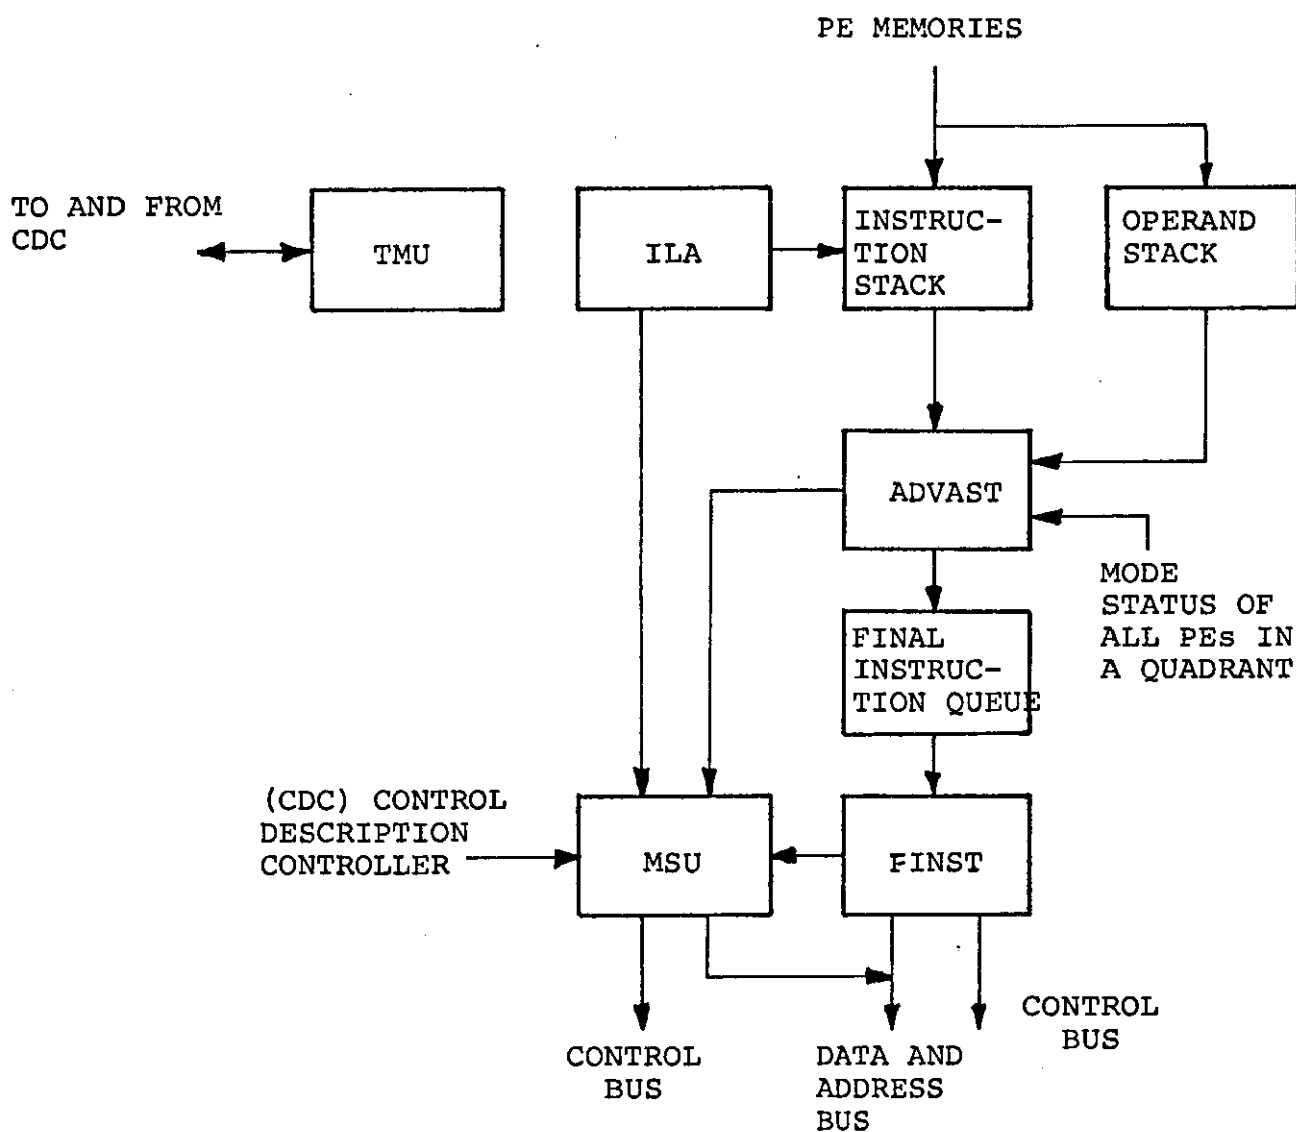 PE MEMORIES
TO AND FROM
CDC
TMU
ILA
INSTRUC-
TION
STACK
OPERAND
STACK
ADVAST
MODE
STATUS OF
ALL PEs IN
A QUADRANT
FINAL
INSTRUC-
TION QUEUE
(CDC) CONTROL
DESCRIPTION
CONTROLLER
MSU
FINST
CONTROL
BUS
DATA AND
ADDRESS
BUS
CONTROL
BUS